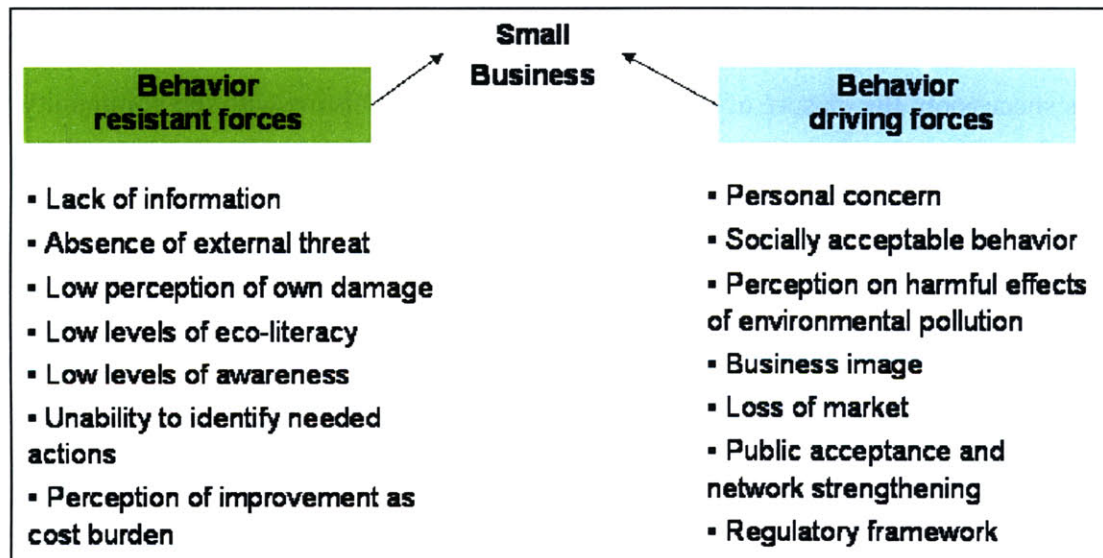 Small
Business
Behavior
resistant forces
▪ Lack of information
▪ Absence of external threat
▪ Low perception of own damage
▪ Low levels of eco-literacy
▪ Low levels of awareness
▪ Unability to identify needed
actions
▪ Perception of improvement as
cost burden
Behavior
driving forces
▪ Personal concern
▪ Socially acceptable behavior
▪ Perception on harmful effects
of environmental pollution
▪ Business image
▪ Loss of market
▪ Public acceptance and
network strengthening
▪ Regulatory framework